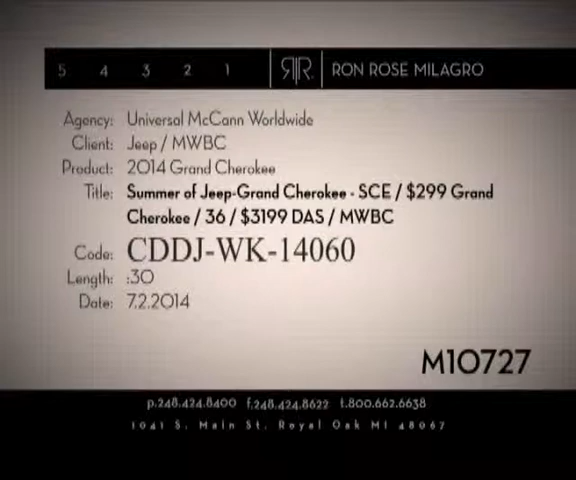 5 4 3 2 1 RR RON ROSE MILAGRO
Agency: Universal McCann Worldwide
Client: Jeep / MWBC
Product: 2014 Grand Cherokee
Title: Summer of Jeep-Grand Cherokee - SCE / $299 Grand
Cherokee / 36 / $3199 DAS / MWBC
Code: CDDJ-WK-14060
Length: :30
Date: 7.2.2014
M10727
p.248.424.8400 f.248.424.8622 t.800.662.6638
1041 S. Main St. Royal Oak MI 48067